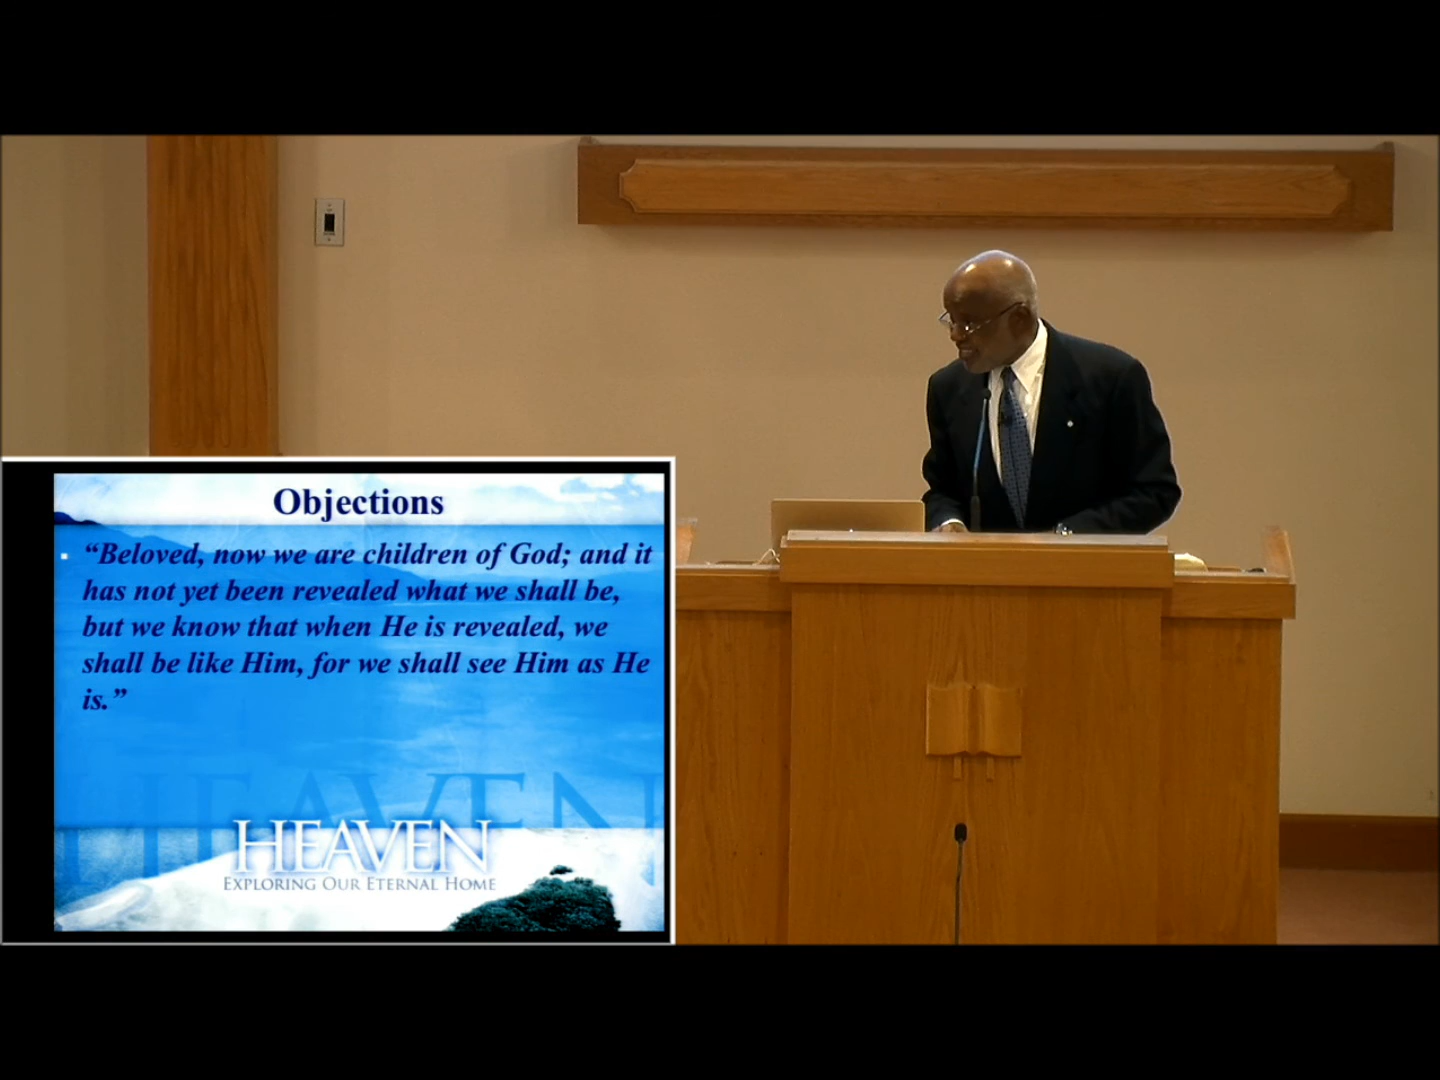 Objections
“Beloved, now we are children of God; and it
has not yet been revealed what we shall be,
but we know that when He is revealed, we
shall be like Him, for we shall see Him as He
is.”
HEAVEN
HEAVEN
EXPLORING OUR ETERNAL HOME